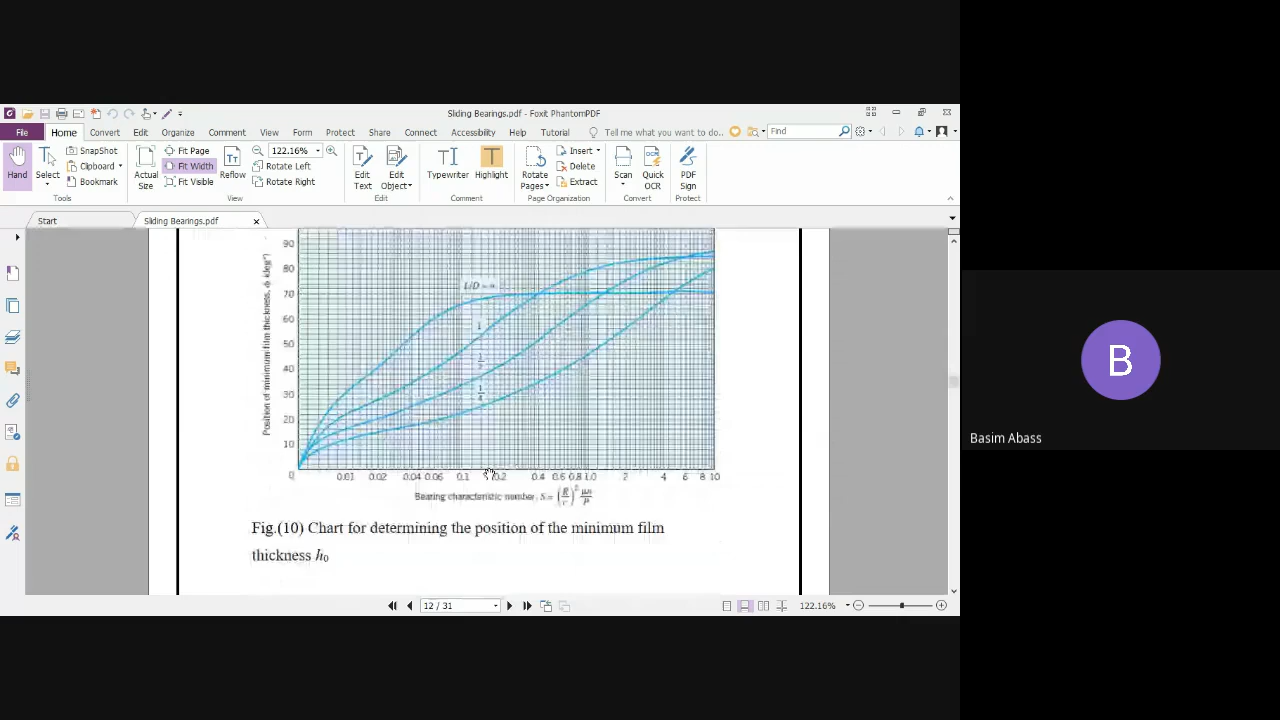 Sliding Bearings.pdf - Foxit PhantomPDF
File Home Convert Edit Organize Comment View Form Protect Share Connect Accessibility Help Tutorial Tell me what you want to do.. Find
Hand
Select
SnapShot
Clipboard
Bookmark
Tools
Actual Size
Fit Page
Fit Width
Fit Visible
Reflow
122.16%
Rotate Left
Rotate Right
View
Edit Text
Edit Object
Edit
Typewriter
Highlight
Comment
Rotate Pages
Insert
Delete
Extract
Page Organization
Scan
Quick OCR
Convert
PDF Sign
Protect
Start
Sliding Bearings.pdf
90
80
70
60
50
40
30
20
10
0
Position of minimum film thickness,
1
1/2
1/4
0.01 0.02 0.04 0.06 0.1 0.2 0.4 0.6 0.8 1.0 2 4 6 8 10
Bearing characteristic number,
Fig.(10) Chart for determining the position of the minimum film
thickness h₀
12 / 31
122.16%
B
Basim Abass